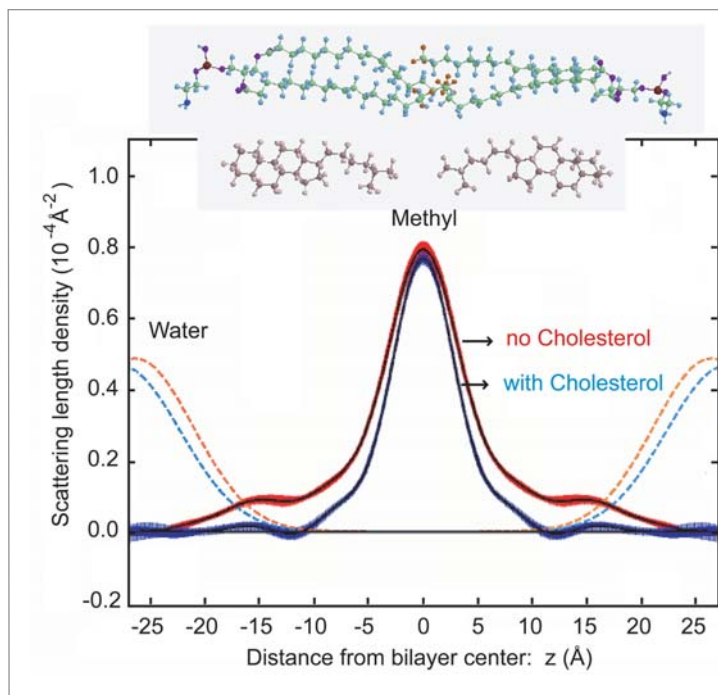 Methyl
Water
no Cholesterol
with Cholesterol
Scattering length density (10⁻⁴Å⁻²)
1.0
0.8
0.6
0.4
0.2
0.0
-0.2
-25 -20 -15 -10 -5 0 5 10 15 20 25
Distance from bilayer center: z (Å)